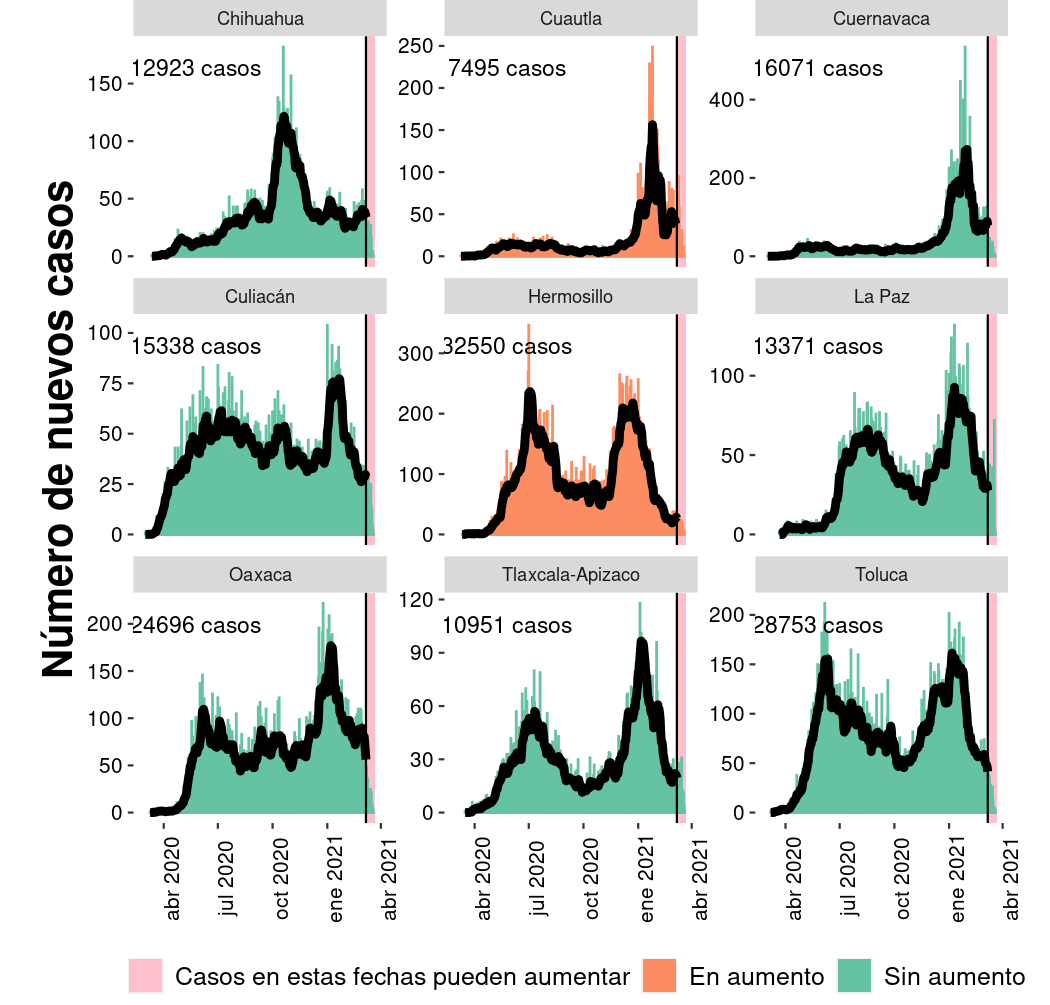 Número de nuevos casos
Chihuahua
12923 casos
150
100
50
0
Cuautla
7495 casos
250
200
150
100
50
0
Cuernavaca
16071 casos
400
200
0
Culiacán
15338 casos
100
75
50
25
0
Hermosillo
32550 casos
300
200
100
0
La Paz
13371 casos
100
50
0
Oaxaca
24696 casos
200
150
100
50
0
Tlaxcala-Apizaco
10951 casos
120
90
60
30
0
Toluca
28753 casos
200
150
100
50
0
abr 2020
jul 2020
oct 2020
ene 2021
abr 2021
abr 2020
jul 2020
oct 2020
ene 2021
abr 2021
abr 2020
jul 2020
oct 2020
ene 2021
abr 2021
Casos en estas fechas pueden aumentar
En aumento
Sin aumento